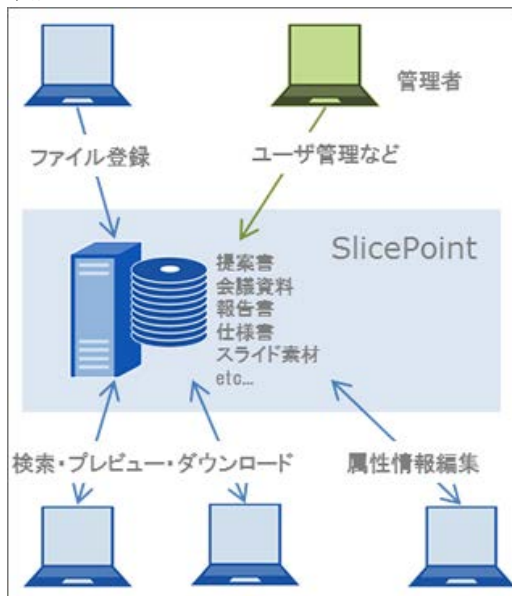 管理者
ファイル登録
ユーザ管理など
SlicePoint
提案書
会議資料
報告書
仕様書
スライド素材
etc...
検索・プレビュー・ダウンロード
属性情報編集